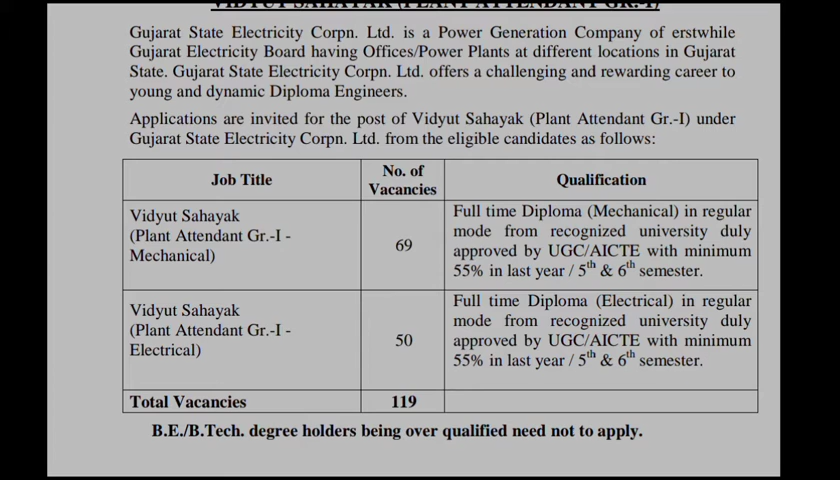 VIDYUT SAHAYAK (PLANT ATTENDANT GR.-I)
Gujarat State Electricity Corpn. Ltd. is a Power Generation Company of erstwhile
Gujarat Electricity Board having Offices/Power Plants at different locations in Gujarat
State. Gujarat State Electricity Corpn. Ltd. offers a challenging and rewarding career to
young and dynamic Diploma Engineers.
Applications are invited for the post of Vidyut Sahayak (Plant Attendant Gr.-I) under
Gujarat State Electricity Corpn. Ltd. from the eligible candidates as follows:
Job Title
No. of
Vacancies
Qualification
Vidyut Sahayak
(Plant Attendant Gr.-I -
Mechanical)
69
Full time Diploma (Mechanical) in regular
mode from recognized university duly
approved by UGC/AICTE with minimum
55% in last year / 5th & 6th semester.
Vidyut Sahayak
(Plant Attendant Gr.-I -
Electrical)
50
Full time Diploma (Electrical) in regular
mode from recognized university duly
approved by UGC/AICTE with minimum
55% in last year / 5th & 6th semester.
Total Vacancies
119
B.E./B.Tech. degree holders being over qualified need not to apply.